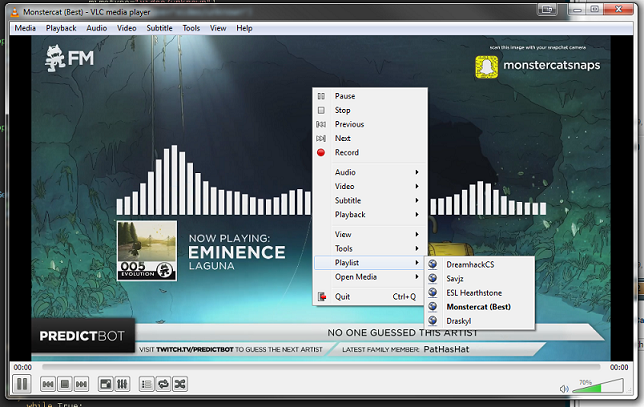 Monstercat (Best) - VLC media player
Media Playback Audio Video Subtitle Tools View Help
FM
scan this image with your snapchat camera
monstercatsnaps
Pause
Stop
Previous
Next
Record
Audio
Video
Subtitle
Playback
View
Tools
Playlist
Open Media
Quit Ctrl+Q
DreamhackCS
Savjz
ESL Hearthstone
Monstercat (Best)
Draskyl
NOW PLAYING:
EMINENCE
LAGUNA
005
EVOLUTION
PREDICTBOT
NO ONE GUESSED THIS ARTIST
VISIT TWITCH.TV/PREDICTBOT TO GUESS THE NEXT ARTIST
LATEST FAMILY MEMBER: PatHasHat
00:00 00:00
70%
while True: